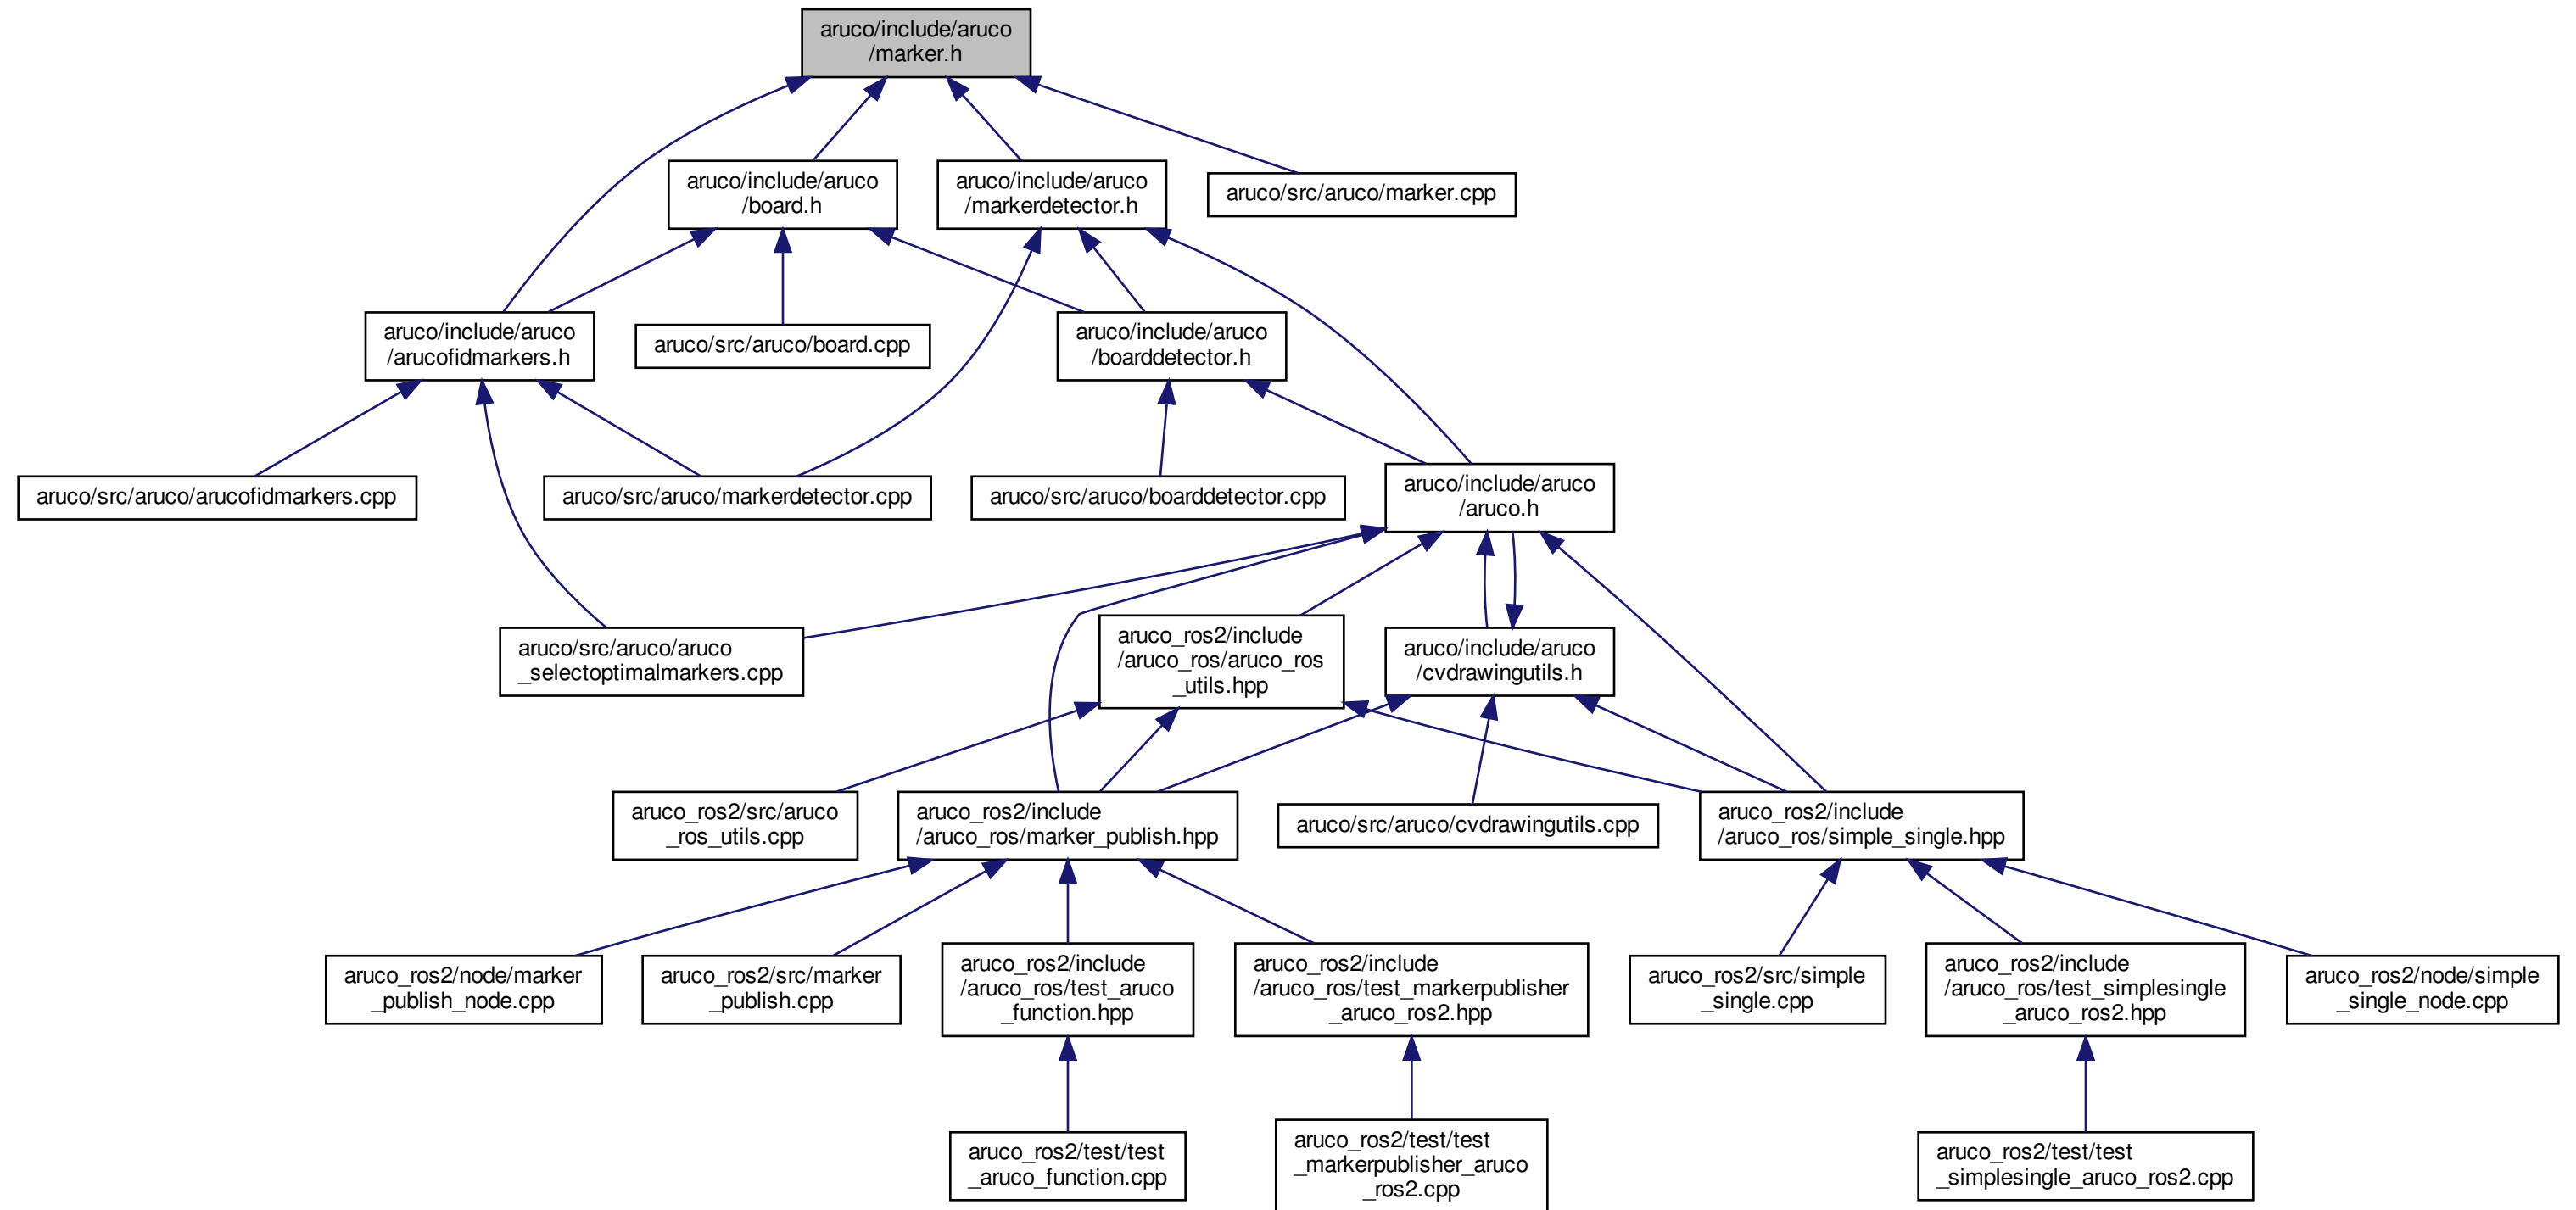 aruco/include/aruco
/marker.h
aruco/include/aruco
/board.h
aruco/include/aruco
/markerdetector.h
aruco/src/aruco/marker.cpp
aruco/include/aruco
/arucofidmarkers.h
aruco/src/aruco/board.cpp
aruco/include/aruco
/boarddetector.h
aruco/src/aruco/arucofidmarkers.cpp
aruco/src/aruco/markerdetector.cpp
aruco/src/aruco/boarddetector.cpp
aruco/include/aruco
/aruco.h
aruco/src/aruco/aruco
_selectoptimalmarkers.cpp
aruco_ros2/include
/aruco_ros/aruco_ros
_utils.hpp
aruco/include/aruco
/cvdrawingutils.h
aruco_ros2/src/aruco
_ros_utils.cpp
aruco_ros2/include
/aruco_ros/marker_publish.hpp
aruco/src/aruco/cvdrawingutils.cpp
aruco_ros2/include
/aruco_ros/simple_single.hpp
aruco_ros2/node/marker
_publish_node.cpp
aruco_ros2/src/marker
_publish.cpp
aruco_ros2/include
/aruco_ros/test_aruco
_function.hpp
aruco_ros2/include
/aruco_ros/test_markerpublisher
_aruco_ros2.hpp
aruco_ros2/src/simple
_single.cpp
aruco_ros2/include
/aruco_ros/test_simplesingle
_aruco_ros2.hpp
aruco_ros2/node/simple
_single_node.cpp
aruco_ros2/test/test
_aruco_function.cpp
aruco_ros2/test/test
_markerpublisher_aruco
_ros2.cpp
aruco_ros2/test/test
_simplesingle_aruco_ros2.cpp